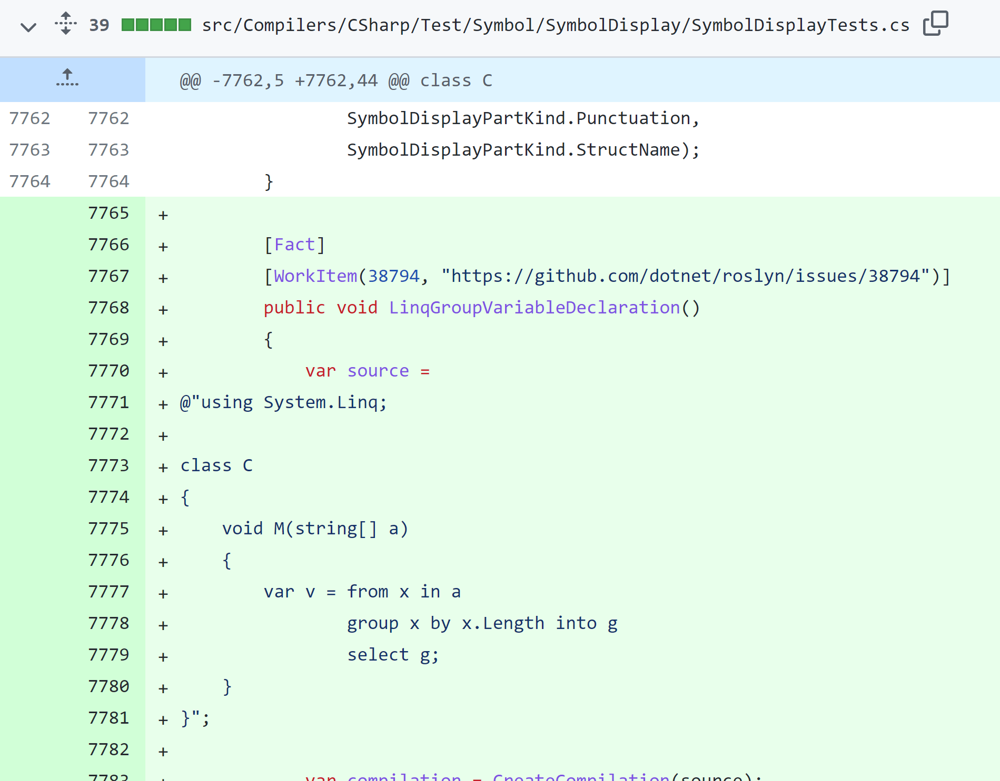 39 src/Compilers/CSharp/Test/Symbol/SymbolDisplay/SymbolDisplayTests.cs
@@ -7762,5 +7762,44 @@ class C
7762 7762 SymbolDisplayPartKind.Punctuation,
7763 7763 SymbolDisplayPartKind.StructName);
7764 7764 }
7765 +
7766 + [Fact]
7767 + [WorkItem(38794, "https://github.com/dotnet/roslyn/issues/38794")]
7768 + public void LinqGroupVariableDeclaration()
7769 + {
7770 + var source =
7771 + @"using System.Linq;
7772 +
7773 + class C
7774 + {
7775 + void M(string[] a)
7776 + {
7777 + var v = from x in a
7778 + group x by x.Length into g
7779 + select g;
7780 + }
7781 + }";
7782 +
7783 + var compilation = CreateCompilation(source);